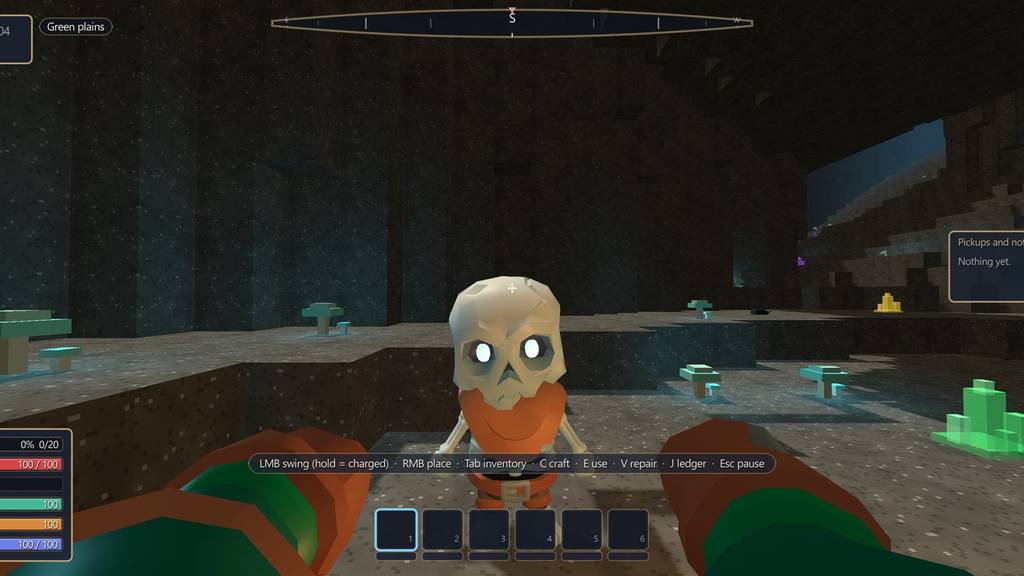 04
Green plains
S
W
Pickups and not
Nothing yet.
0% 0/20
100 / 100
100
100
100 / 100
LMB swing (hold = charged) · RMB place · Tab inventory · C craft · E use · V repair · J ledger · Esc pause
1
2
3
4
5
6